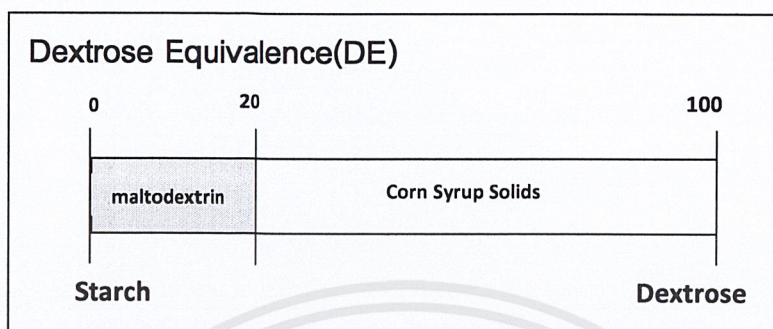 Dextrose Equivalence(DE)
0 20 100
maltodextrin Corn Syrup Solids
Starch Dextrose